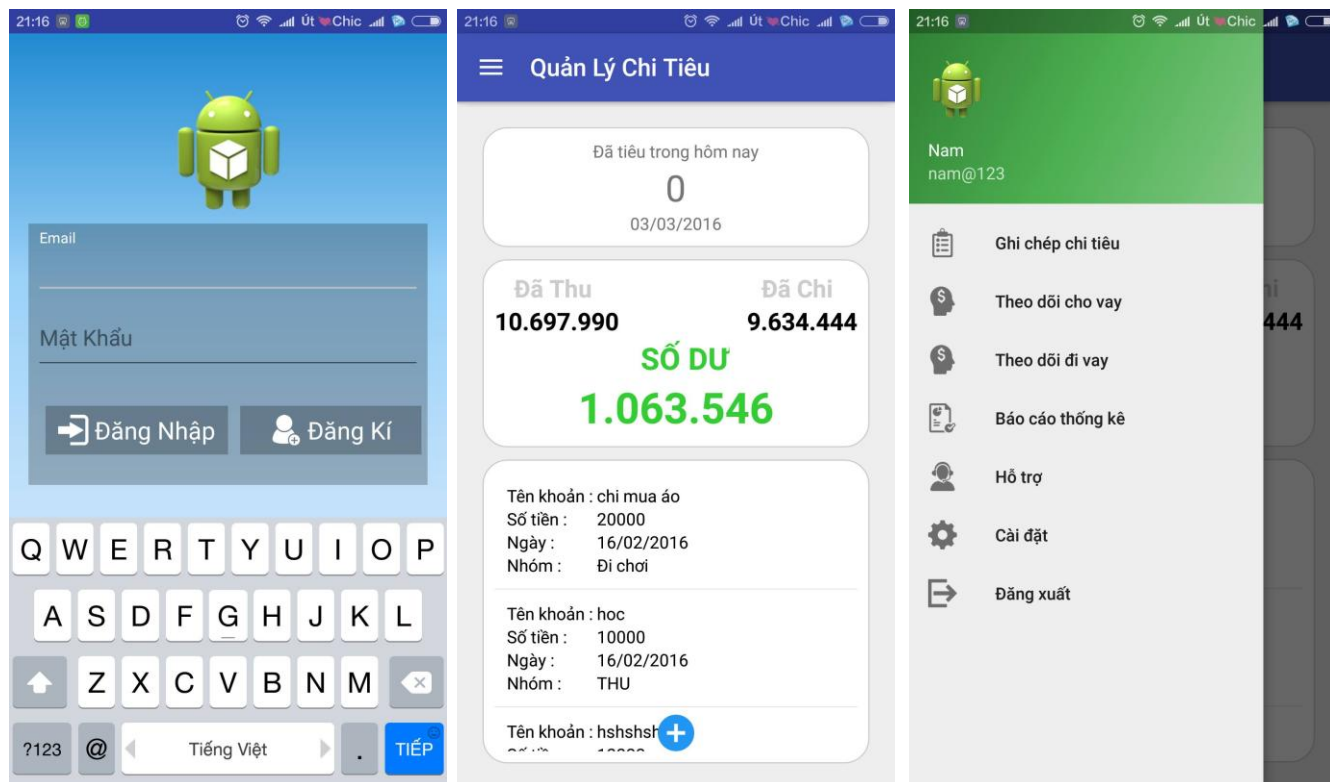 21:16
Út ❤Chic
Email
Mật Khẩu
Đăng Nhập
Đăng Kí
Q W E R T Y U I O P
A S D F G H J K L
Z X C V B N M
?123 @ Tiếng Việt . TIẾP
21:16
Út ❤Chic
Quản Lý Chi Tiêu
Đã tiêu trong hôm nay
0
03/03/2016
Đã Thu Đã Chi
10.697.990 9.634.444
SỐ DƯ
1.063.546
Tên khoản : chi mua áo
Số tiền : 20000
Ngày : 16/02/2016
Nhóm : Đi chơi
Tên khoản : hoc
Số tiền : 10000
Ngày : 16/02/2016
Nhóm : THU
Tên khoản : hshshsh
21:16
Út ❤Chic
Nam
nam@123
Ghi chép chi tiêu
Theo dõi cho vay
Theo dõi đi vay
Báo cáo thống kê
Hỗ trợ
Cài đặt
Đăng xuất
hi
444